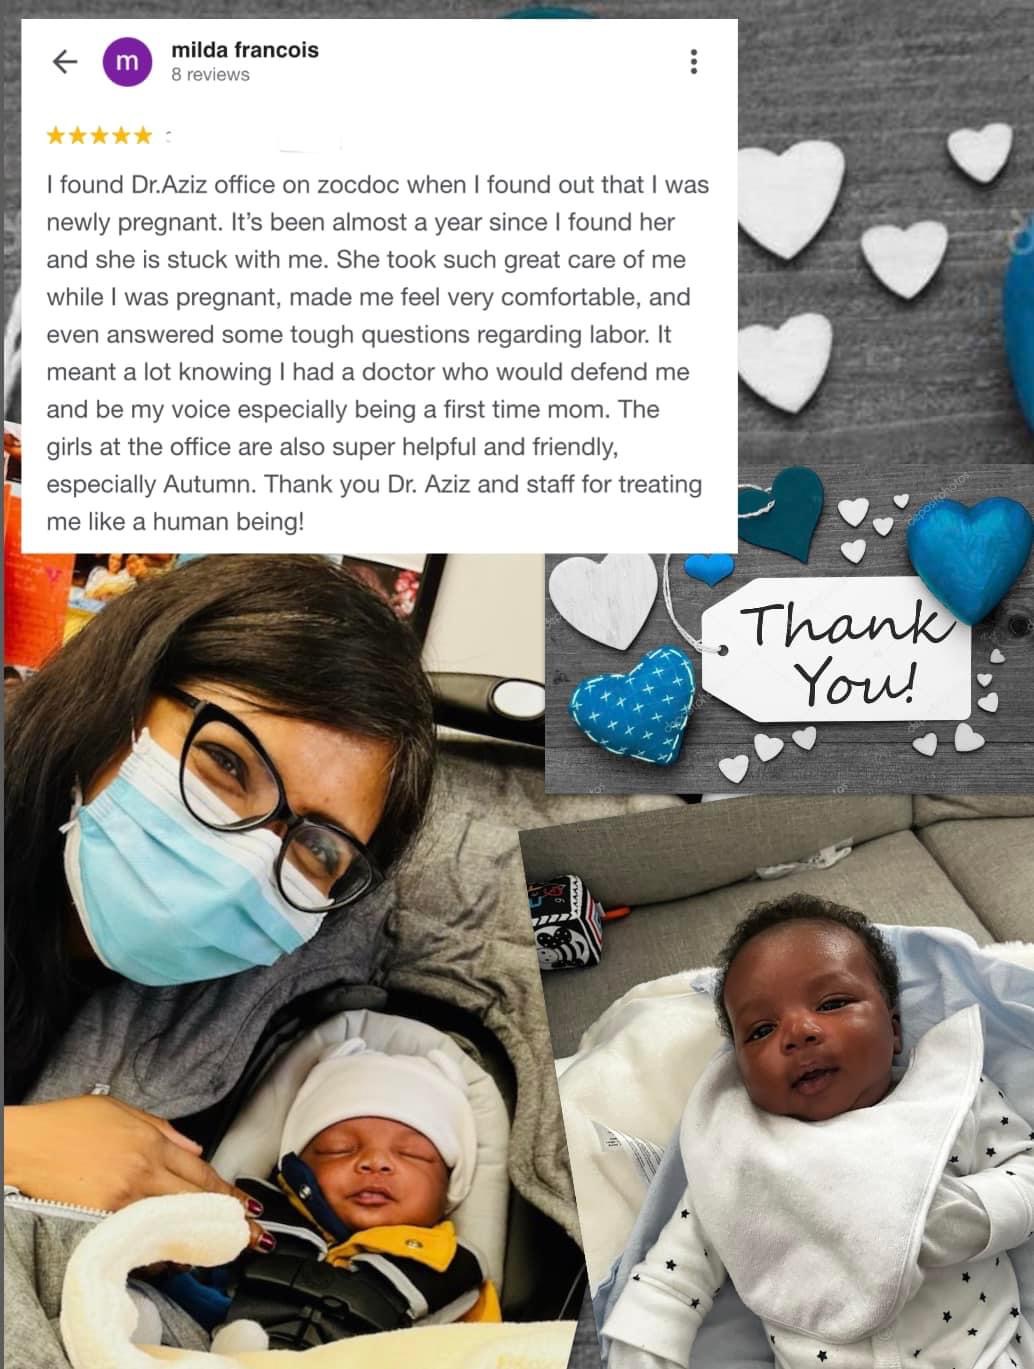 milda francois
8 reviews
I found Dr.Aziz office on zocdoc when I found out that I was
newly pregnant. It’s been almost a year since I found her
and she is stuck with me. She took such great care of me
while I was pregnant, made me feel very comfortable, and
even answered some tough questions regarding labor. It
meant a lot knowing I had a doctor who would defend me
and be my voice especially being a first time mom. The
girls at the office are also super helpful and friendly,
especially Autumn. Thank you Dr. Aziz and staff for treating
me like a human being!
Thank
You!
depositphotos